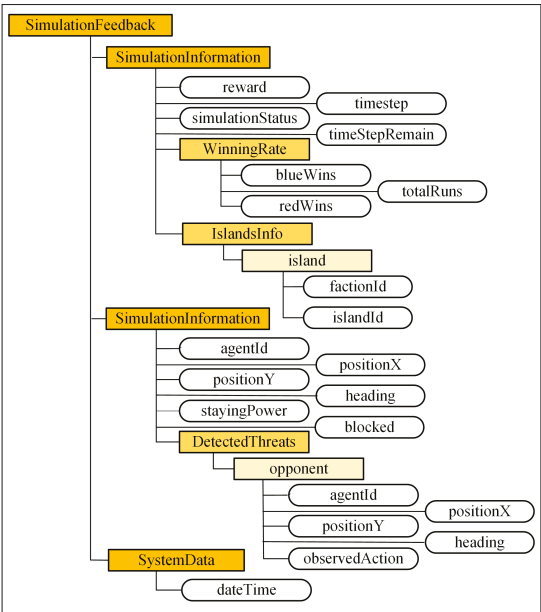 SimulationFeedback
SimulationInformation
reward
timestep
simulationStatus
timeStepRemain
WinningRate
blueWins
totalRuns
redWins
IslandsInfo
island
factionId
islandId
SimulationInformation
agentId
positionX
positionY
heading
stayingPower
blocked
DetectedThreats
opponent
agentId
positionX
positionY
heading
observedAction
SystemData
dateTime